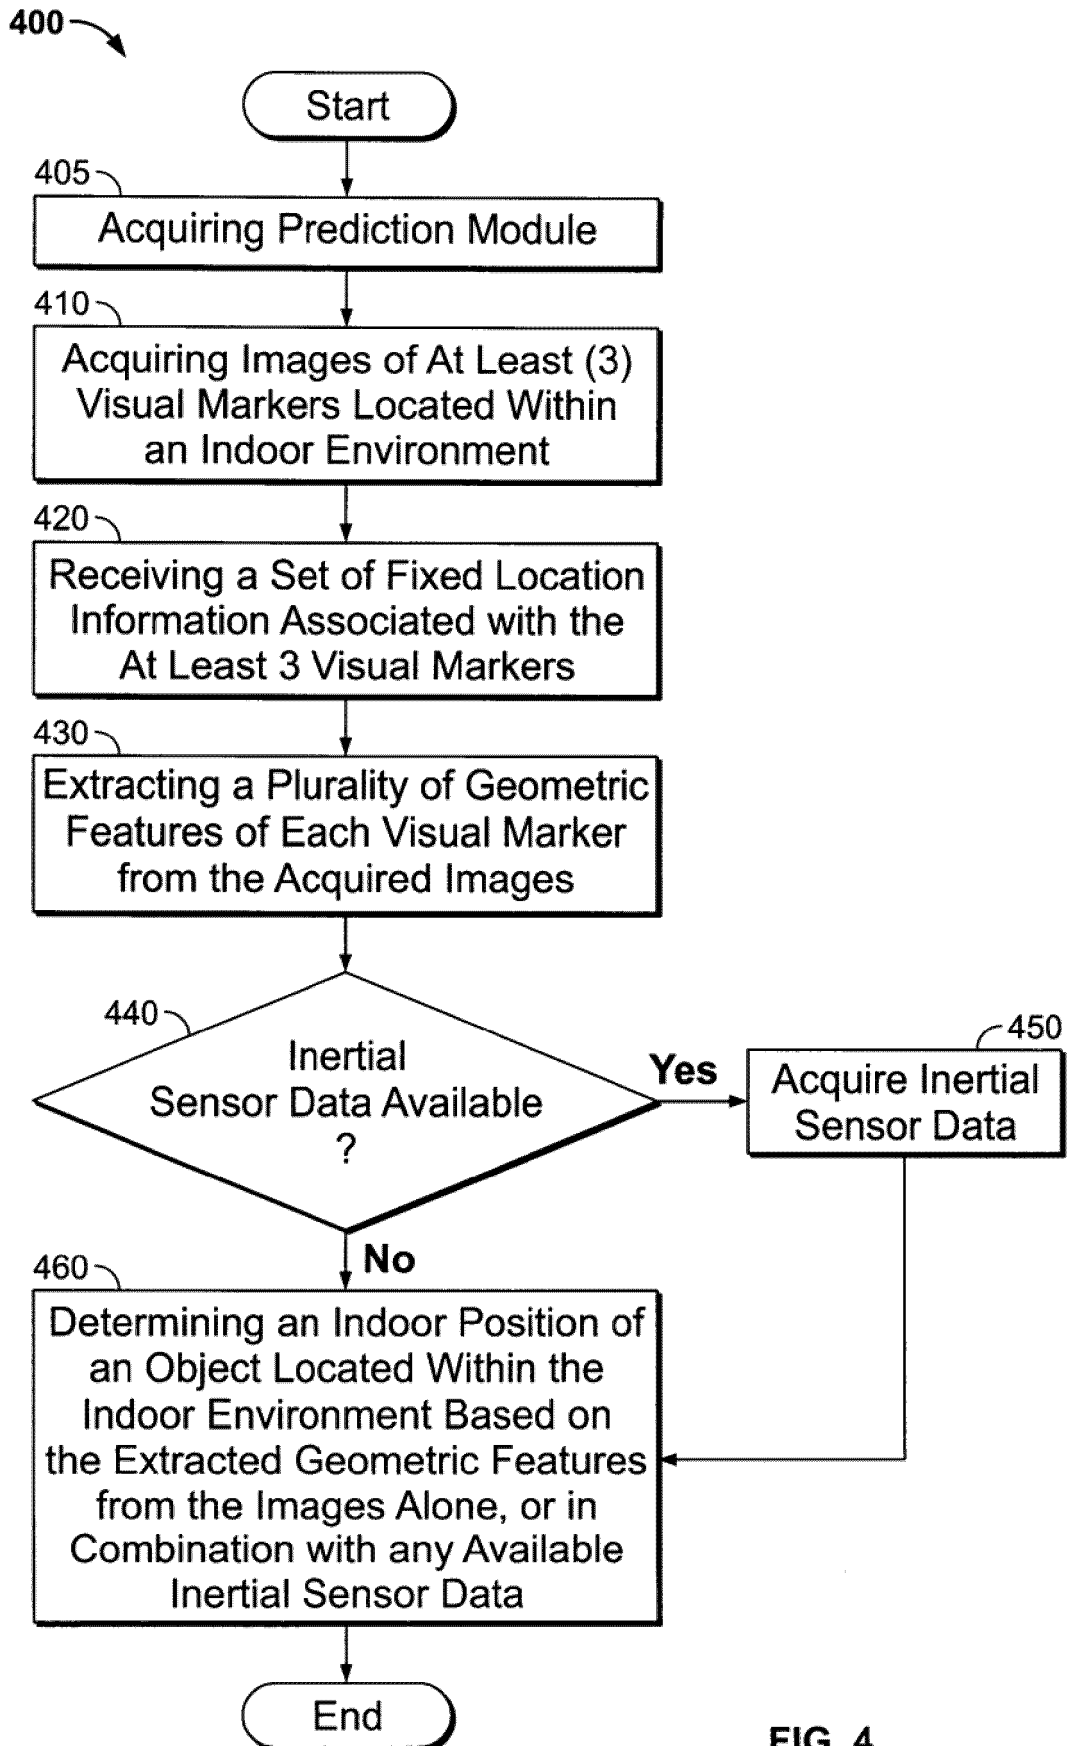 400
Start
405
Acquiring Prediction Module
410
Acquiring Images of At Least (3)
Visual Markers Located Within
an Indoor Environment
420
Receiving a Set of Fixed Location
Information Associated with the
At Least 3 Visual Markers
430
Extracting a Plurality of Geometric
Features of Each Visual Marker
from the Acquired Images
440
Inertial
Sensor Data Available
?
Yes
450
Acquire Inertial
Sensor Data
No
460
Determining an Indoor Position of
an Object Located Within the
Indoor Environment Based on
the Extracted Geometric Features
from the Images Alone, or in
Combination with any Available
Inertial Sensor Data
End
FIG. 4